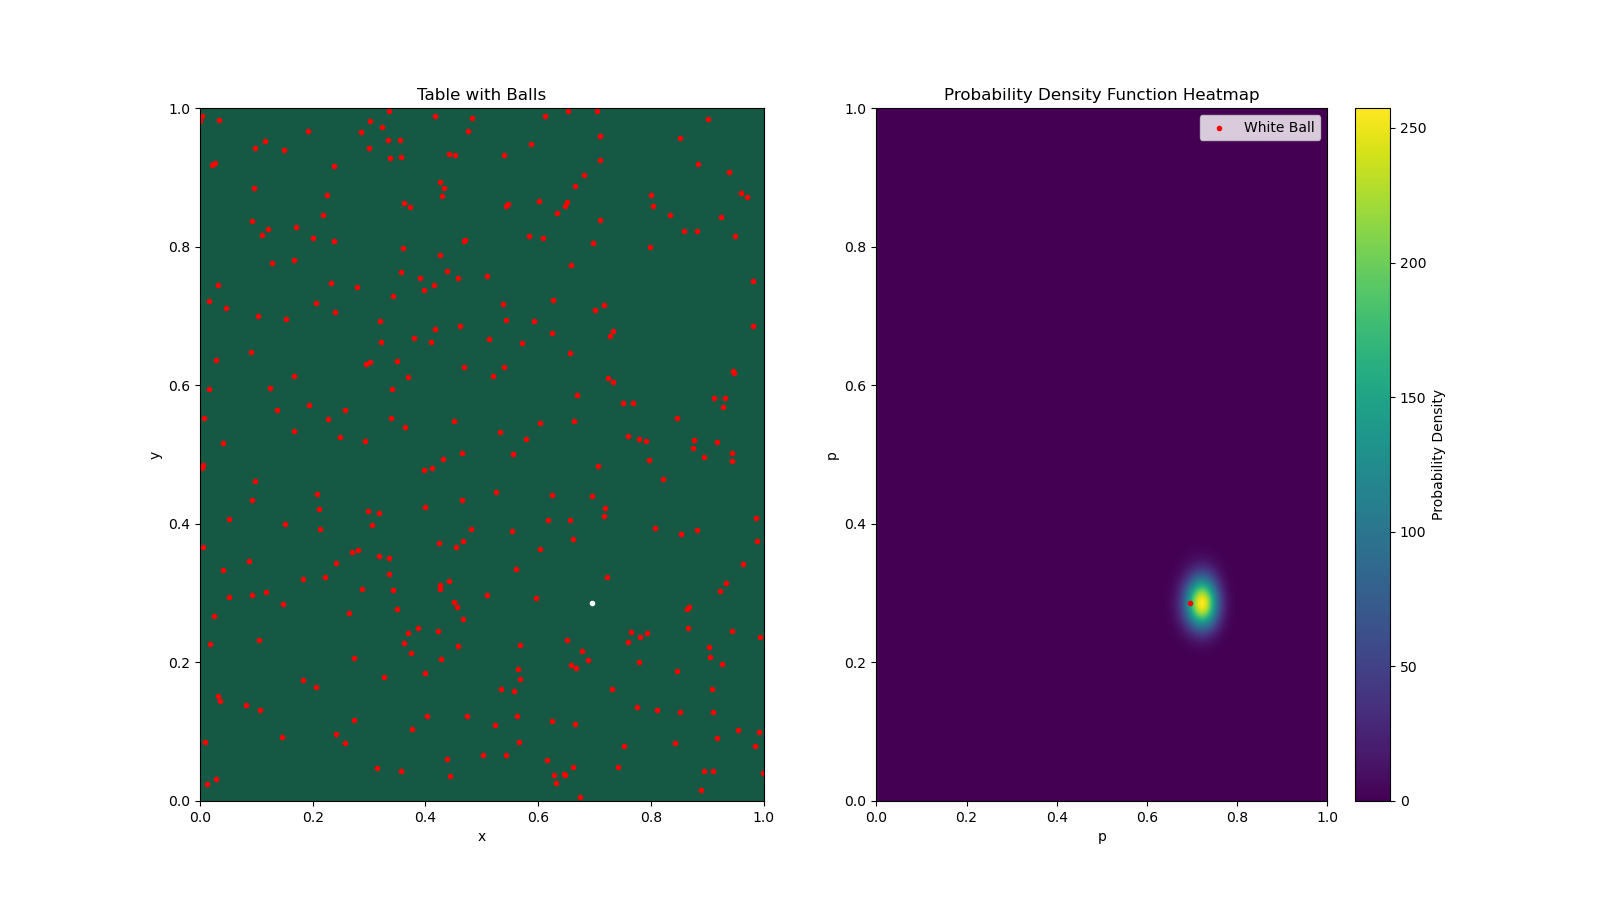 Table with Balls
1.0
0.8
0.6
0.4
0.2
0.0
y
0.0 0.2 0.4 0.6 0.8 1.0
x
Probability Density Function Heatmap
White Ball
1.0
0.8
0.6
0.4
0.2
0.0
p
0.0 0.2 0.4 0.6 0.8 1.0
p
250
200
150
100
50
0
Probability Density